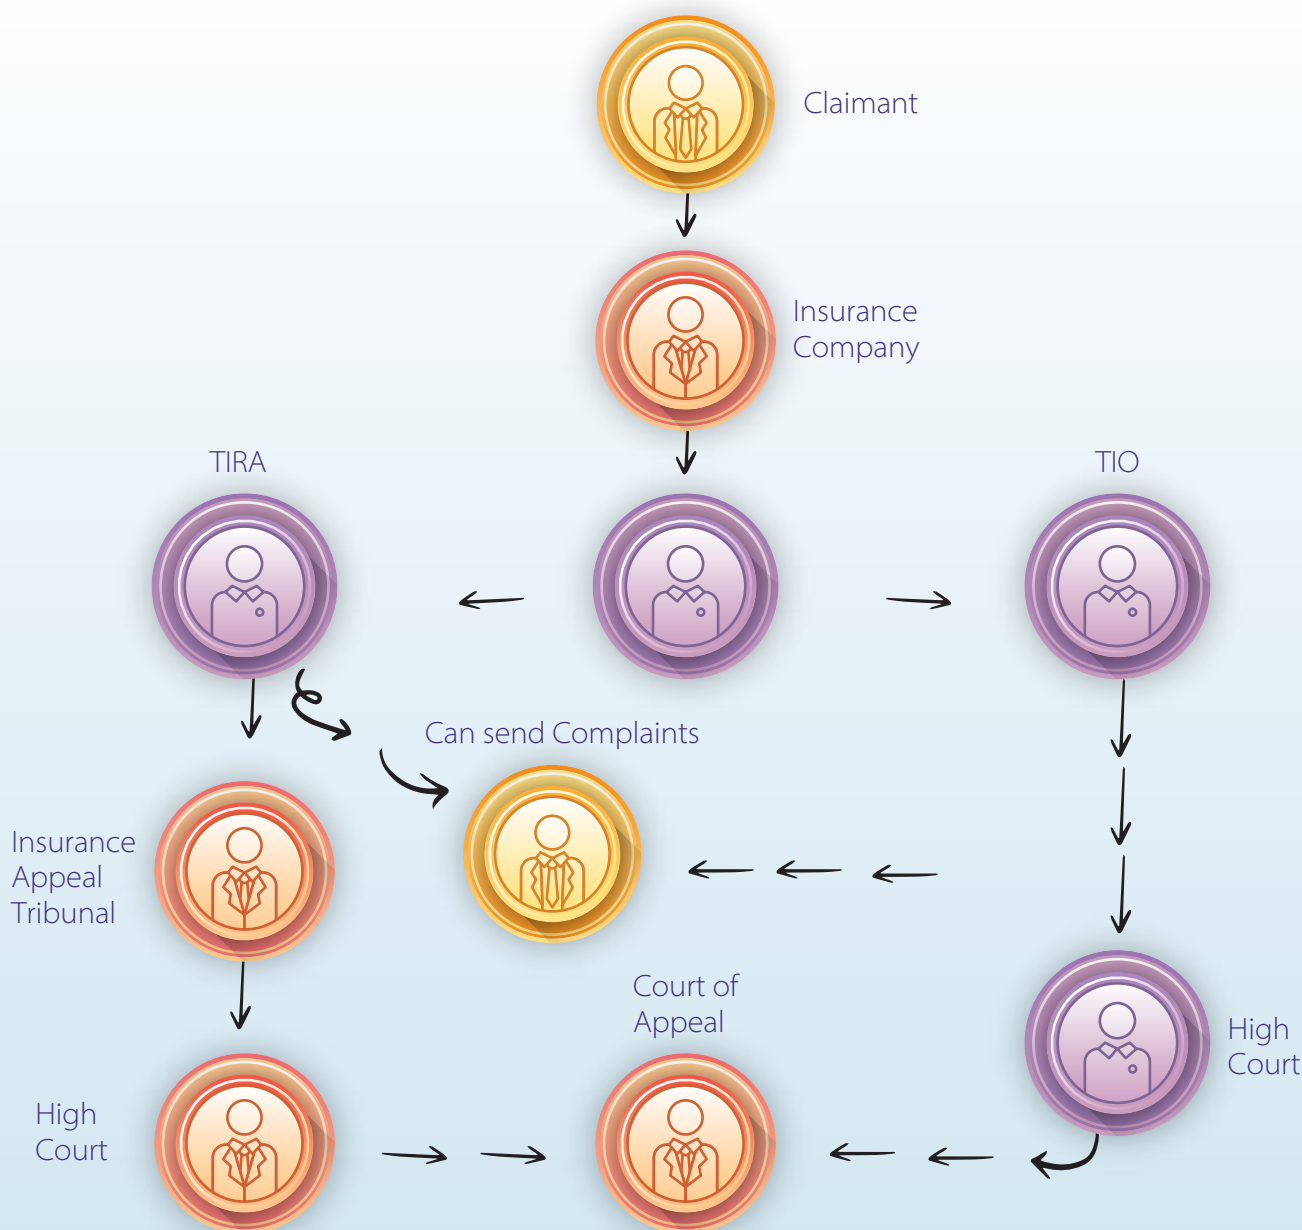 Claimant
Insurance
Company
TIRA
TIO
Can send Complaints
Insurance
Appeal
Tribunal
Court of
Appeal
High
Court
High
Court